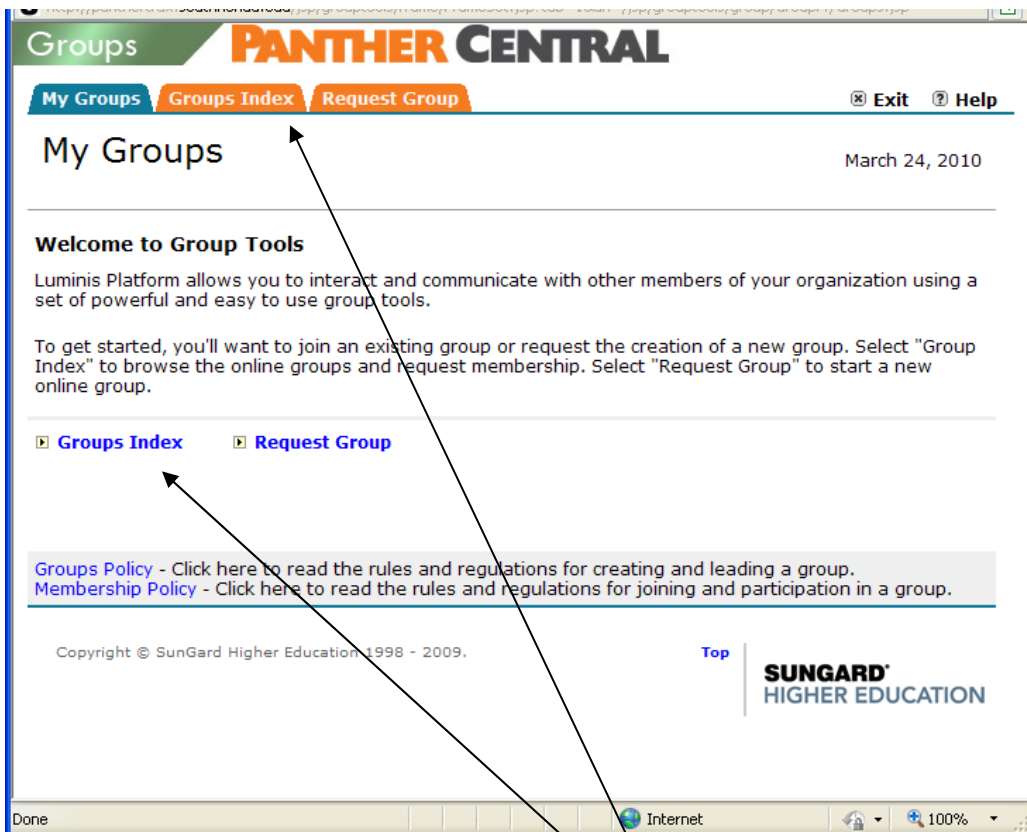 Groups PANTHER CENTRAL
My Groups Groups Index Request Group Exit Help
My Groups
March 24, 2010
Welcome to Group Tools
Luminis Platform allows you to interact and communicate with other members of your organization using a
set of powerful and easy to use group tools.
To get started, you'll want to join an existing group or request the creation of a new group. Select "Group
Index" to browse the online groups and request membership. Select "Request Group" to start a new
online group.
Groups Index Request Group
Groups Policy - Click here to read the rules and regulations for creating and leading a group.
Membership Policy - Click here to read the rules and regulations for joining and participation in a group.
Copyright © SunGard Higher Education 1998 - 2009. Top
SUNGARD®
HIGHER EDUCATION
Done Internet 100%